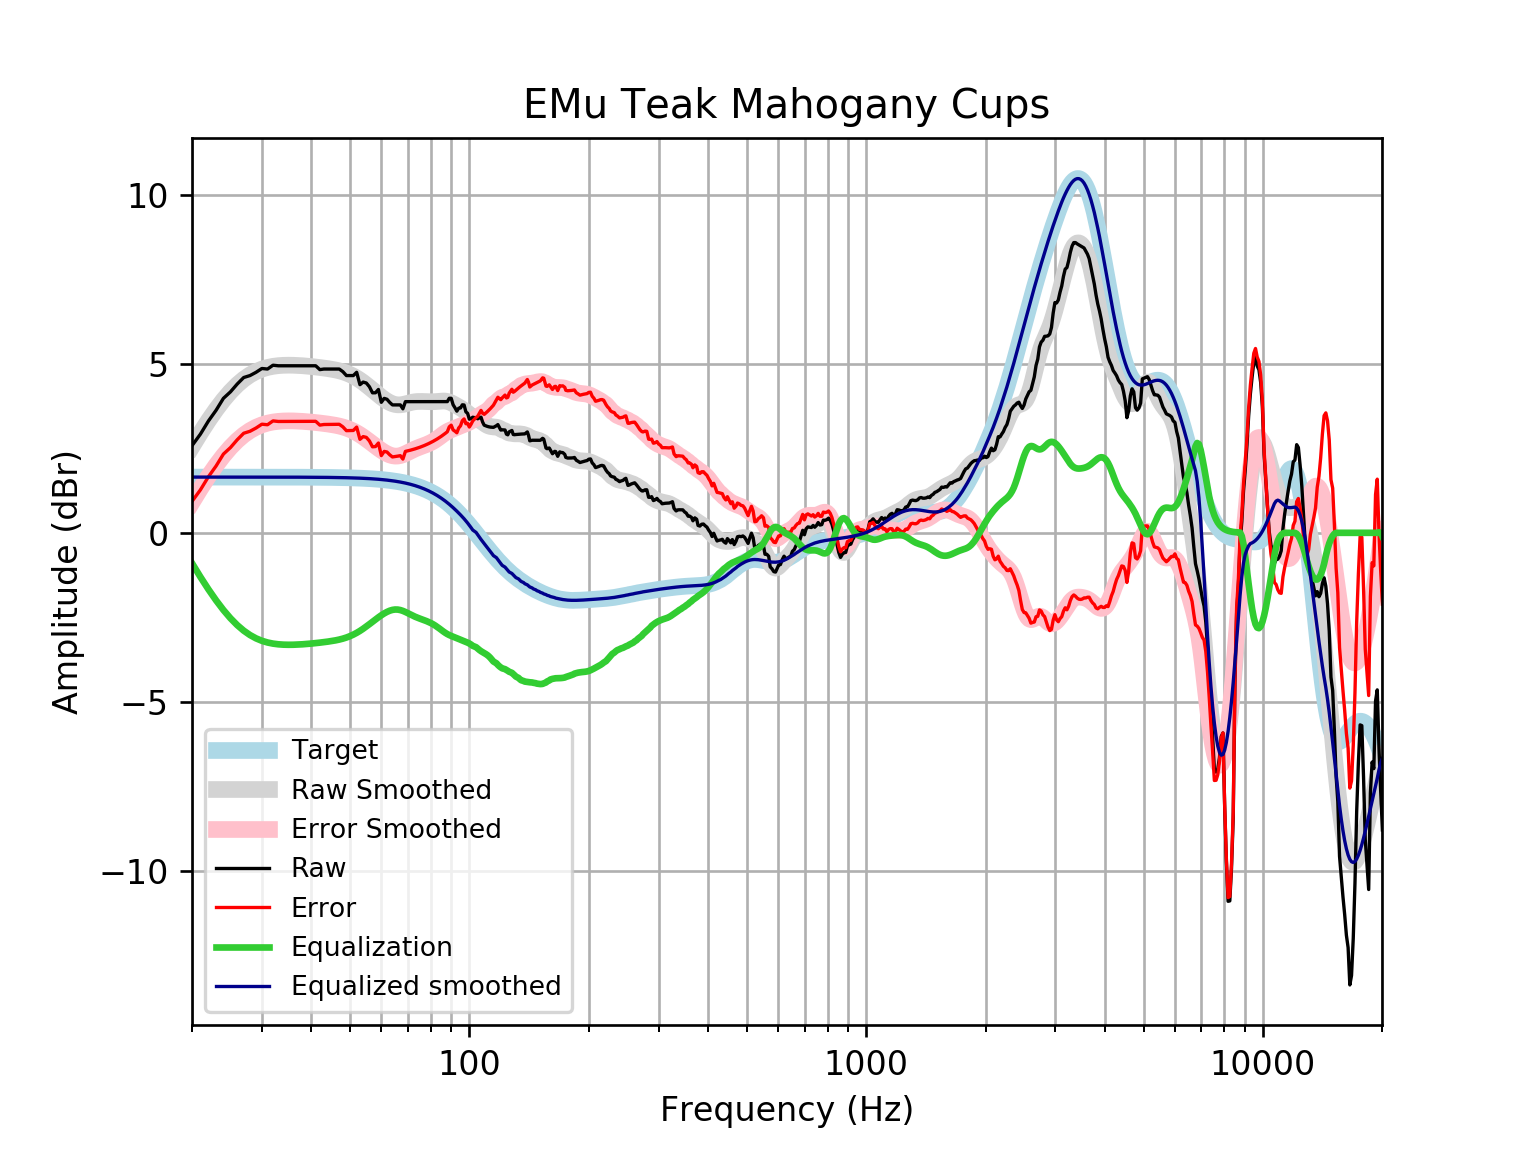 EMu Teak Mahogany Cups
Amplitude (dBr)
10
5
0
−5
−10
Target
Raw Smoothed
Error Smoothed
Raw
Error
Equalization
Equalized smoothed
100 1000 10000
Frequency (Hz)